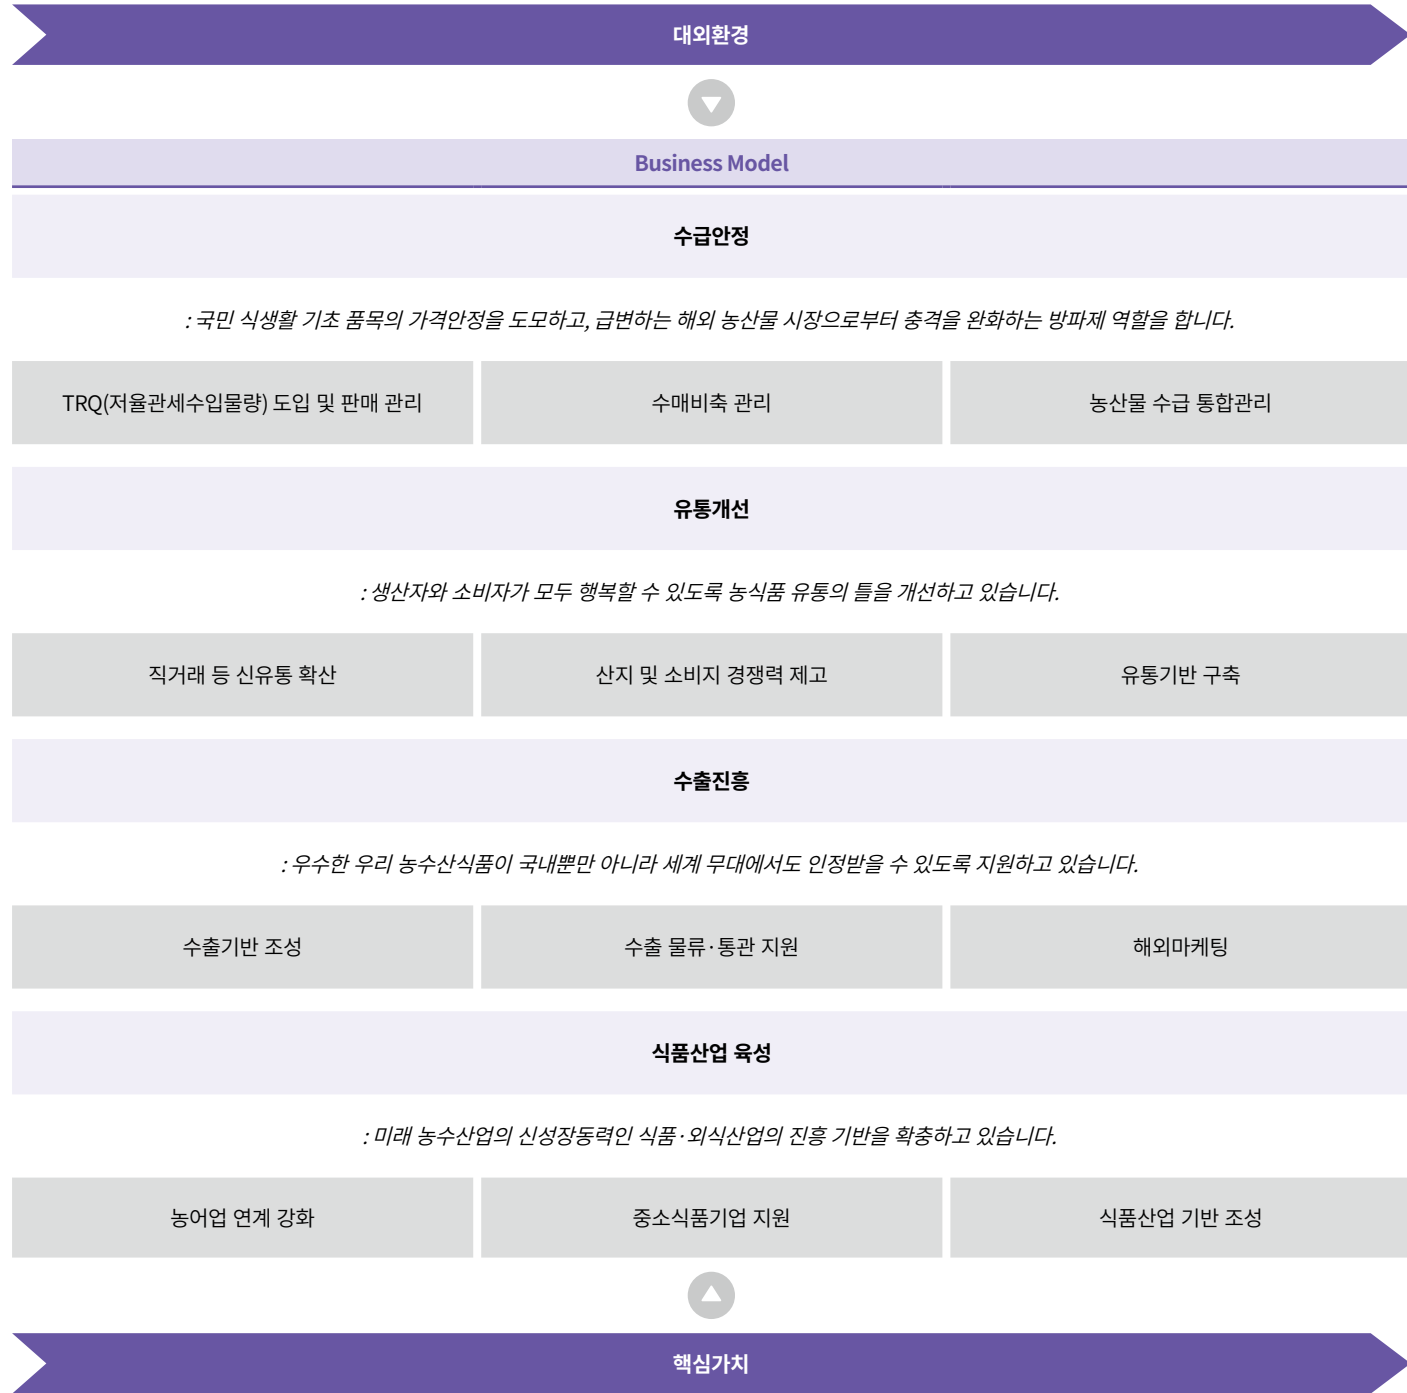 대외환경
Business Model
수급안정
: 국민 식생활 기초 품목의 가격안정을 도모하고, 급변하는 해외 농산물 시장으로부터 충격을 완화하는 방파제 역할을 합니다.
TRQ(저율관세수입물량) 도입 및 판매 관리
수매비축 관리
농산물 수급 통합관리
유통개선
: 생산자와 소비자가 모두 행복할 수 있도록 농식품 유통의 틀을 개선하고 있습니다.
직거래 등 신유통 확산
산지 및 소비지 경쟁력 제고
유통기반 구축
수출진흥
: 우수한 우리 농수산식품이 국내뿐만 아니라 세계 무대에서도 인정받을 수 있도록 지원하고 있습니다.
수출기반 조성
수출 물류·통관 지원
해외마케팅
식품산업 육성
: 미래 농수산업의 신성장동력인 식품·외식산업의 진흥 기반을 확충하고 있습니다.
농어업 연계 강화
중소식품기업 지원
식품산업 기반 조성
핵심가치